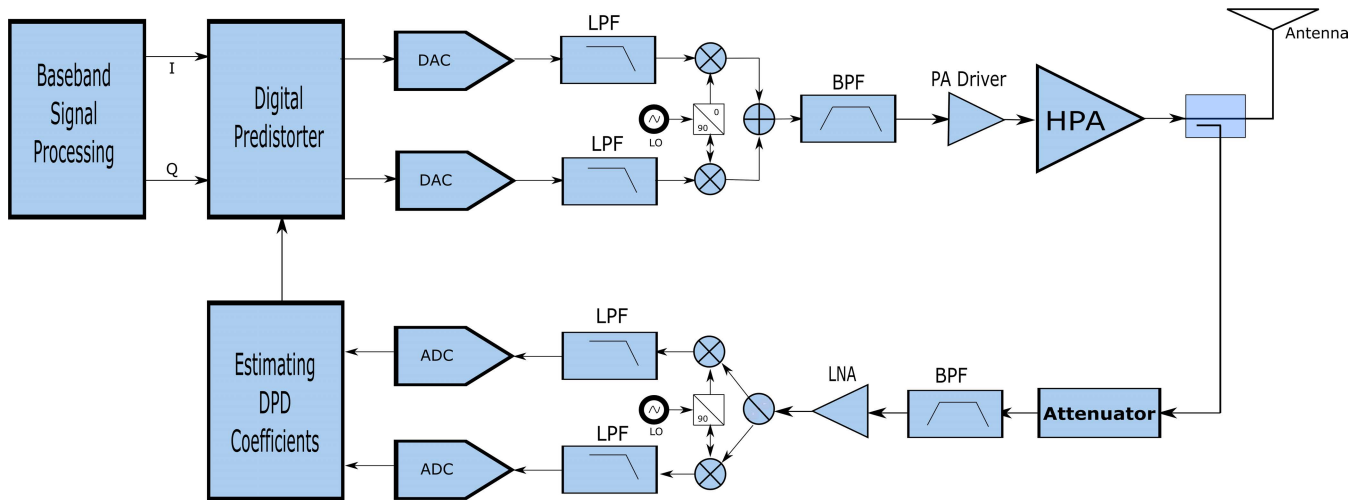 Baseband
Signal
Processing
I
Q
Digital
Predistorter
DAC
DAC
LPF
LPF
LO
0
90
BPF
PA Driver
HPA
Antenna
Estimating
DPD
Coefficients
ADC
ADC
LPF
LPF
LO
90
LNA
BPF
Attenuator